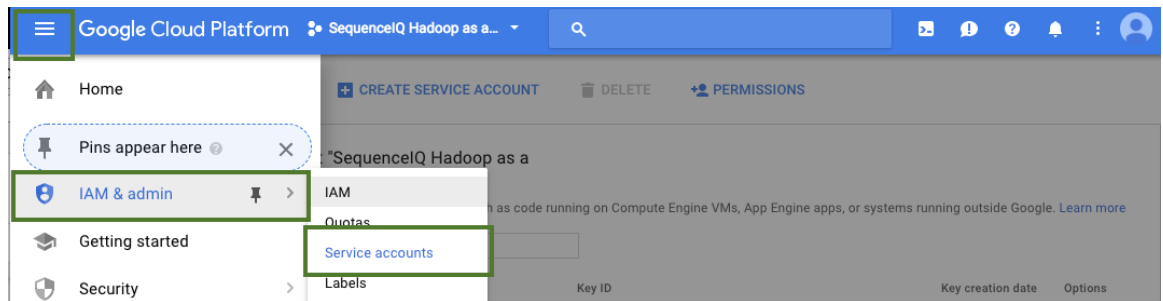 Google Cloud Platform SequenceIQ Hadoop as a...
Home
CREATE SERVICE ACCOUNT DELETE PERMISSIONS
Pins appear here
"SequenceIQ Hadoop as a
IAM & admin
IAM
h as code running on Compute Engine VMs, App Engine apps, or systems running outside Google. Learn more
Quotas
Getting started
Service accounts
Security
Labels
Key ID Key creation date Options